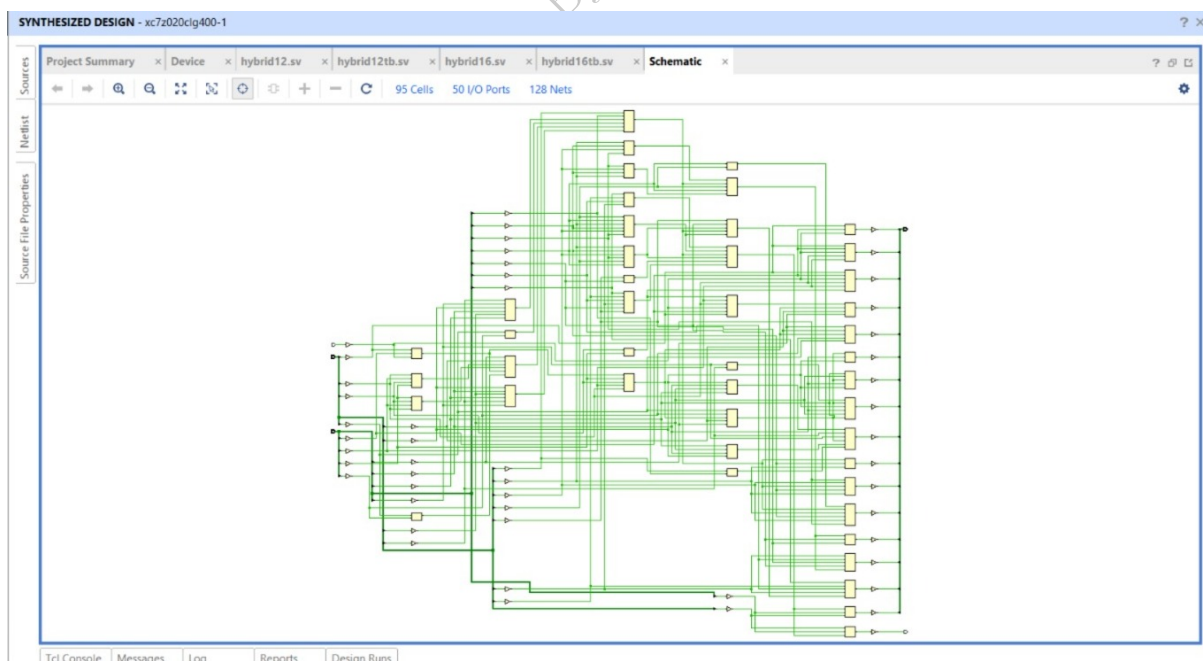 SYNTHESIZED DESIGN - xc7z020clg400-1
Sources
Netlist
Source File Properties
Project Summary × Device × hybrid12.sv × hybrid12tb.sv × hybrid16.sv × hybrid16tb.sv × Schematic ×
95 Cells 50 I/O Ports 128 Nets
Tcl Console Messages Log Reports Design Runs